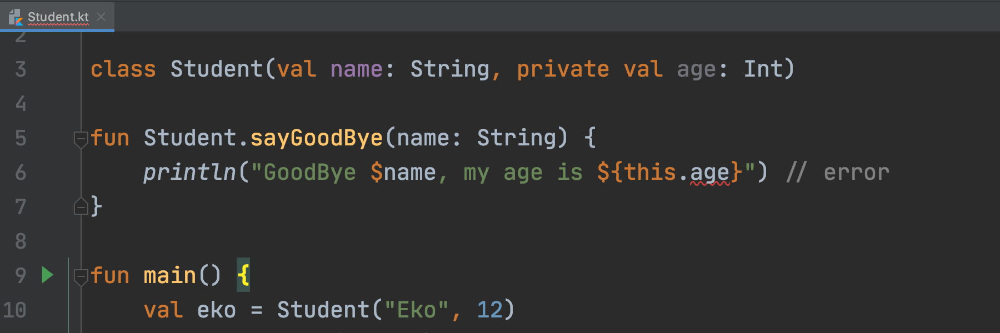 Student.kt
2
3 class Student(val name: String, private val age: Int)
4
5 fun Student.sayGoodBye(name: String) {
6     println("GoodBye $name, my age is ${this.age}") // error
7 }
8
9 fun main() {
10     val eko = Student("Eko", 12)